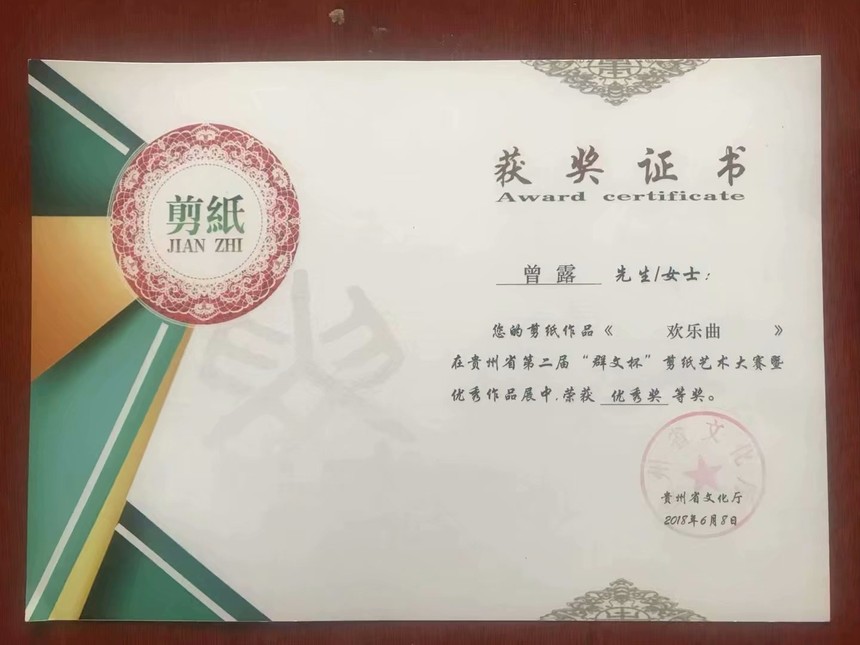 剪紙
JIAN ZHI
获奖证书
Award certificate
曾露 先生/女士:
您的剪纸作品《 欢乐曲 》
在贵州省第二届“群文杯”剪纸艺术大赛暨
优秀作品展中,荣获 优秀奖 等奖。
贵州省文化厅
2018年6月8日